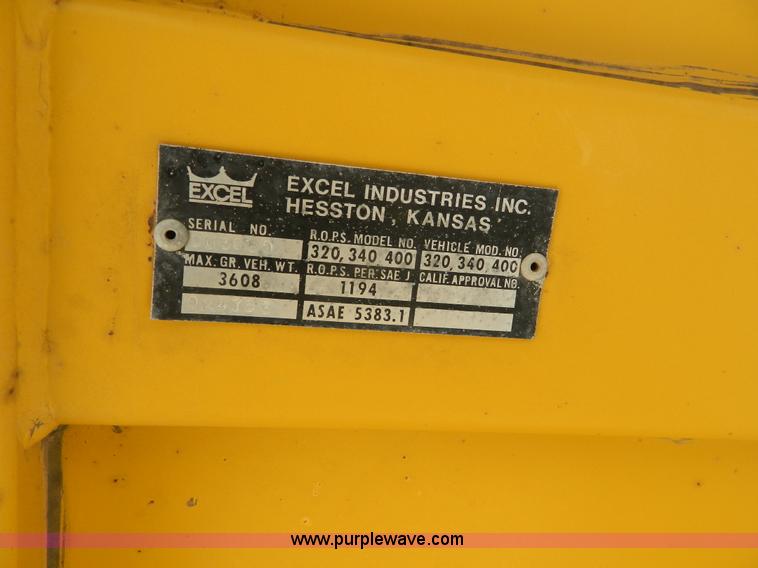 EXCEL
EXCEL INDUSTRIES INC.
HESSTON, KANSAS
SERIAL NO. R.O.P.S. MODEL NO. VEHICLE MOD. NO.
320, 340, 400 320, 340, 400
MAX. GR. VEH. WT. R.O.P.S. PER. SAE J CALIF. APPROVAL NO.
3608 1194
ASAE 5383.1
www.purplewave.com